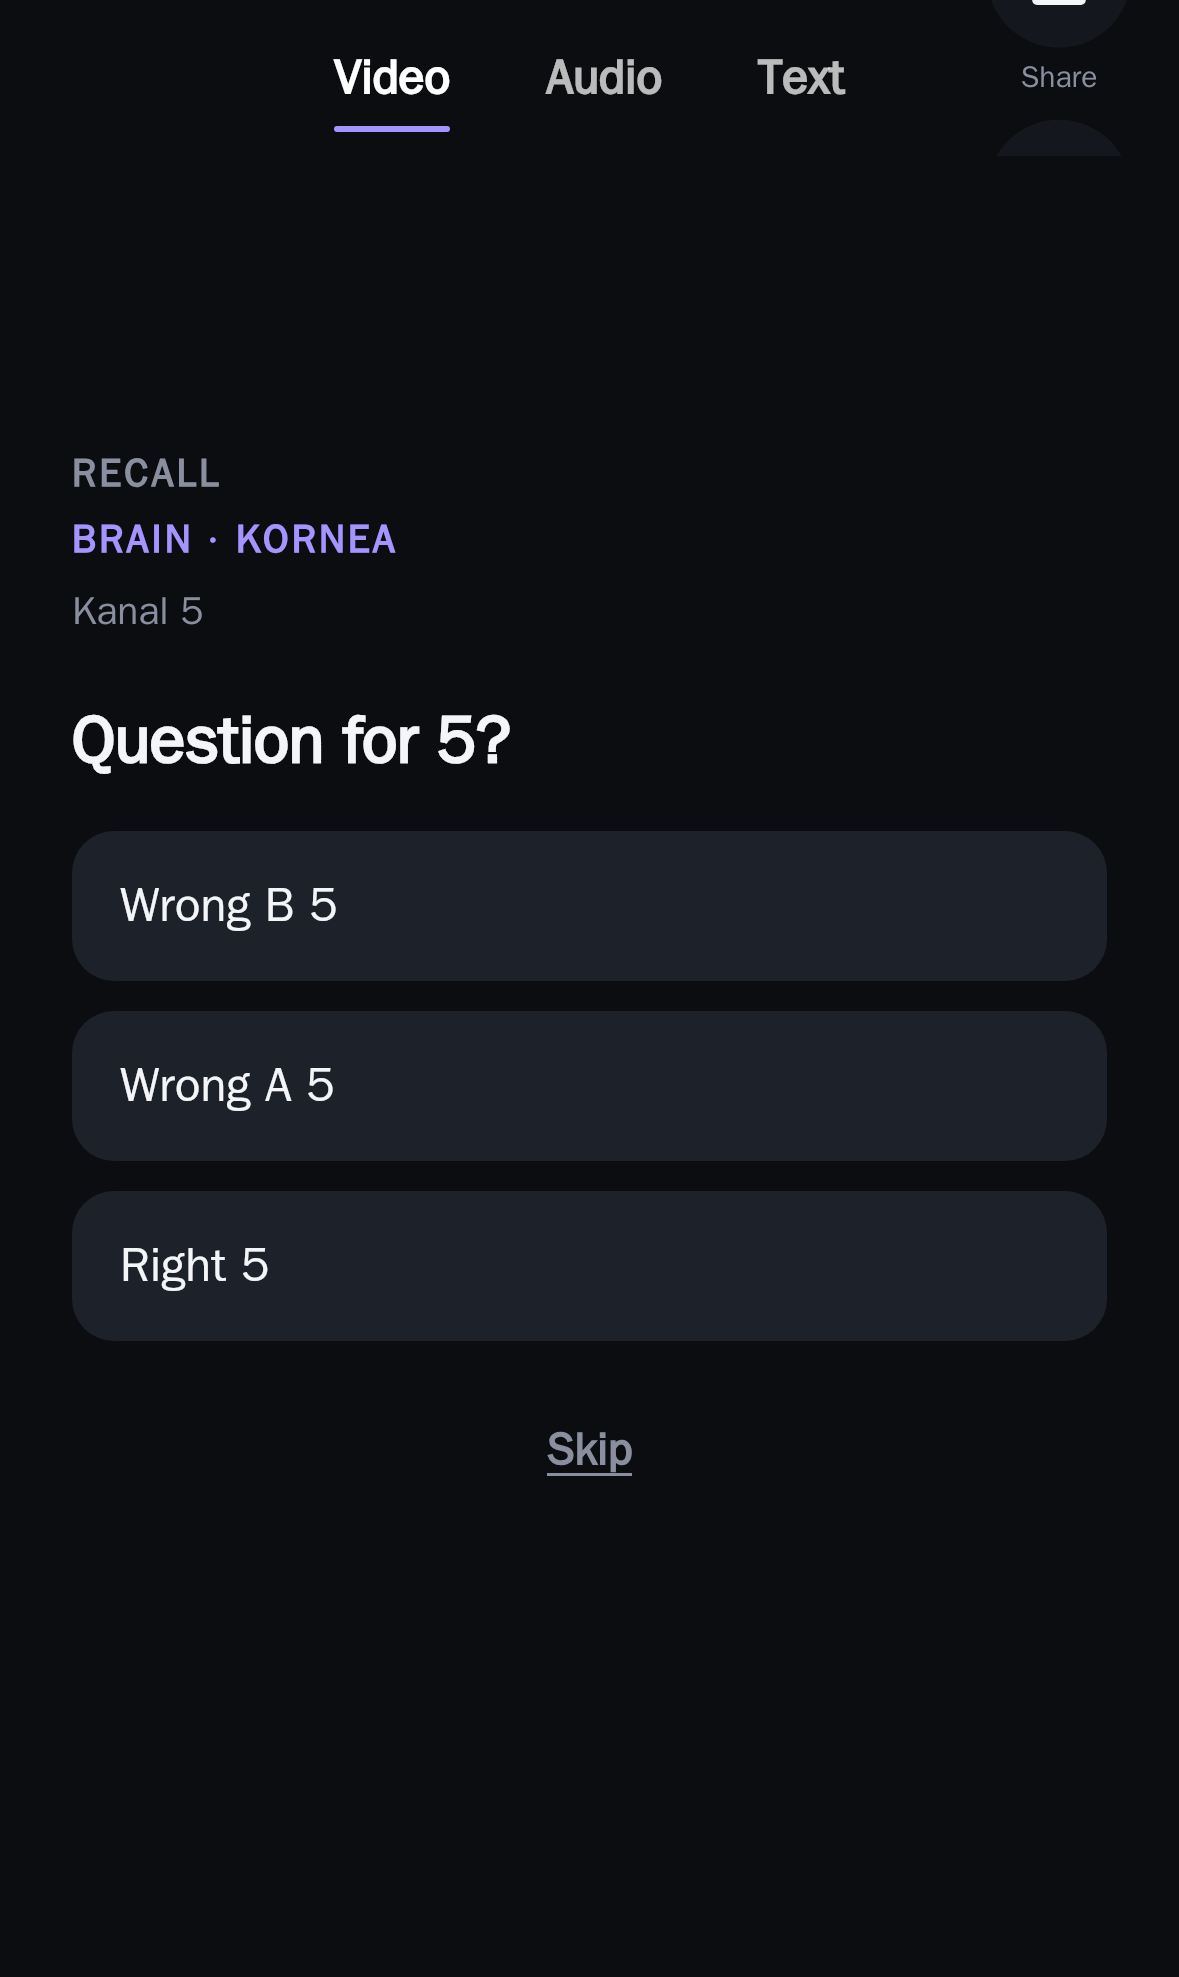 Video
Audio
Text
Share
RECALL
BRAIN · KORNEA
Kanal 5
Question for 5?
Wrong B 5
Wrong A 5
Right 5
Skip